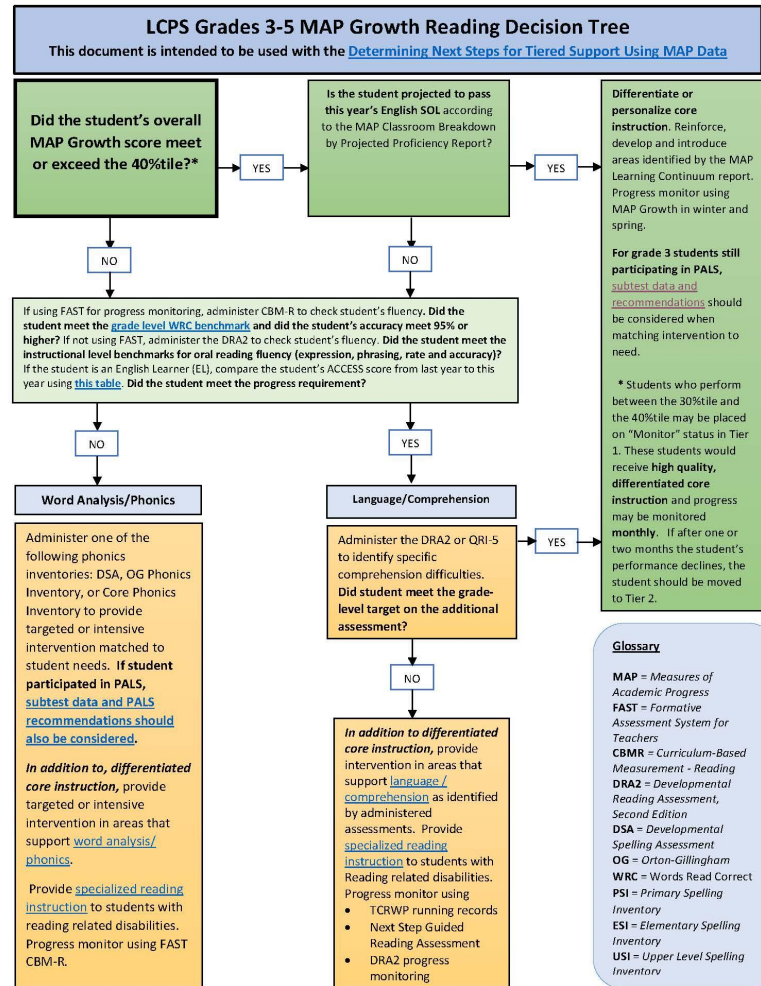 LCPS Grades 3-5 MAP Growth Reading Decision Tree
This document is intended to be used with the Determining Next Steps for Tiered Support Using MAP Data
Did the student's overall
MAP Growth score meet
or exceed the 40%tile?*
YES
Is the student projected to pass
this year's English SOL according
to the MAP Classroom Breakdown
by Projected Proficiency Report?
YES
Differentiate or
personalize core
instruction. Reinforce,
develop and introduce
areas identified by the MAP
Learning Continuum report.
Progress monitor using
MAP Growth in winter and
spring.
For grade 3 students still
participating in PALS,
subtest data and
recommendations should
be considered when
matching intervention to
need.
* Students who perform
between the 30%tile and
the 40%tile may be placed
on "Monitor" status in Tier
1. These students would
receive high quality,
differentiated core
instruction and progress
may be monitored
monthly. If after one or
two months the student's
performance declines, the
student should be moved
to Tier 2.
NO
NO
If using FAST for progress monitoring, administer CBM-R to check student's fluency. Did the
student meet the grade level WRC benchmark and did the student's accuracy meet 95% or
higher? If not using FAST, administer the DRA2 to check student's fluency. Did the student meet the
instructional level benchmarks for oral reading fluency (expression, phrasing, rate and accuracy)?
If the student is an English Learner (EL), compare the student's ACCESS score from last year to this
year using this table. Did the student meet the progress requirement?
NO
YES
Word Analysis/Phonics
Administer one of the
following phonics
inventories: DSA, OG Phonics
Inventory, or Core Phonics
Inventory to provide
targeted or intensive
intervention matched to
student needs. If student
participated in PALS,
subtest data and PALS
recommendations should
also be considered.
In addition to, differentiated
core instruction, provide
targeted or intensive
intervention in areas that
support word analysis/
phonics.
Provide specialized reading
instruction to students with
reading related disabilities.
Progress monitor using FAST
CBM-R.
Language/Comprehension
Administer the DRA2 or QRI-5
to identify specific
comprehension difficulties.
Did student meet the grade-
level target on the additional
assessment?
YES
NO
In addition to differentiated
core instruction, provide
intervention in areas that
support language /
comprehension as identified
by administered
assessments. Provide
specialized reading
instruction to students with
Reading related disabilities.
Progress monitor using
• TCRWP running records
• Next Step Guided
Reading Assessment
• DRA2 progress
monitoring
Glossary
MAP = Measures of
Academic Progress
FAST = Formative
Assessment System for
Teachers
CBMR = Curriculum-Based
Measurement - Reading
DRA2 = Developmental
Reading Assessment,
Second Edition
DSA = Developmental
Spelling Assessment
OG = Orton-Gillingham
WRC = Words Read Correct
PSI = Primary Spelling
Inventory
ESI = Elementary Spelling
Inventory
USI = Upper Level Spelling
Inventory